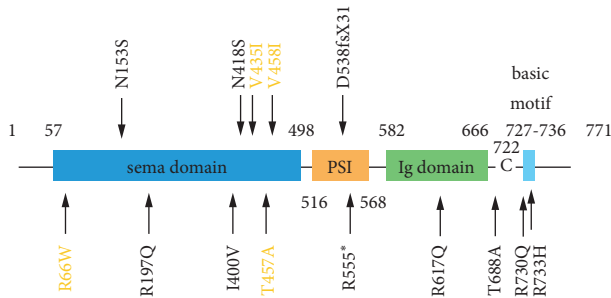 N153S
N418S
V435I
V458I
D538fsX31
basic
motif
1 57 498 582 666 727-736 771
722
sema domain PSI Ig domain C
516 568
R66W
R197Q
I400V
T457A
R555*
R617Q
T688A
R730Q
R733H